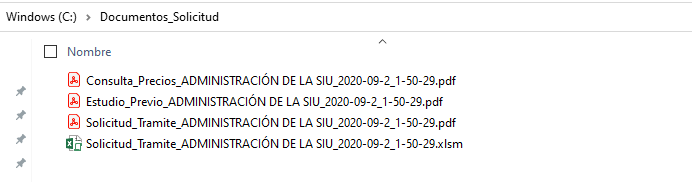 Windows (C:) > Documentos_Solicitud
Nombre
Consulta_Precios_ADMINISTRACIÓN DE LA SIU_2020-09-2_1-50-29.pdf
Estudio_Previo_ADMINISTRACIÓN DE LA SIU_2020-09-2_1-50-29.pdf
Solicitud_Tramite_ADMINISTRACIÓN DE LA SIU_2020-09-2_1-50-29.pdf
Solicitud_Tramite_ADMINISTRACIÓN DE LA SIU_2020-09-2_1-50-29.xlsm